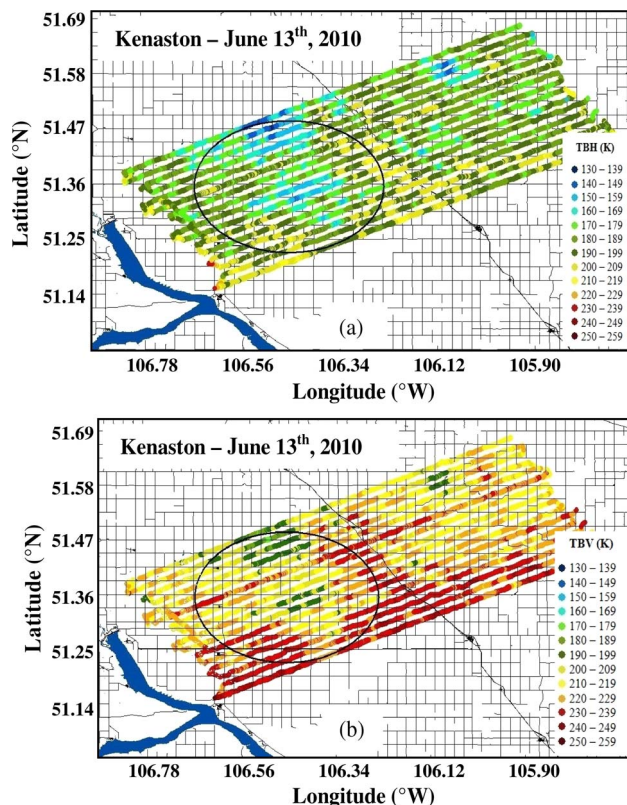 51.69
51.58
51.47
51.36
51.25
51.14
Latitude (°N)
Kenaston – June 13th, 2010
TBH (K)
130 – 139
140 – 149
150 – 159
160 – 169
170 – 179
180 – 189
190 – 199
200 – 209
210 – 219
220 – 229
230 – 239
240 – 249
250 – 259
(a)
106.78 106.56 106.34 106.12 105.90
Longitude (°W)
51.69
51.58
51.47
51.36
51.25
51.14
Latitude (°N)
Kenaston – June 13th, 2010
TBV (K)
130 – 139
140 – 149
150 – 159
160 – 169
170 – 179
180 – 189
190 – 199
200 – 209
210 – 219
220 – 229
230 – 239
240 – 249
250 – 259
(b)
106.78 106.56 106.34 106.12 105.90
Longitude (°W)